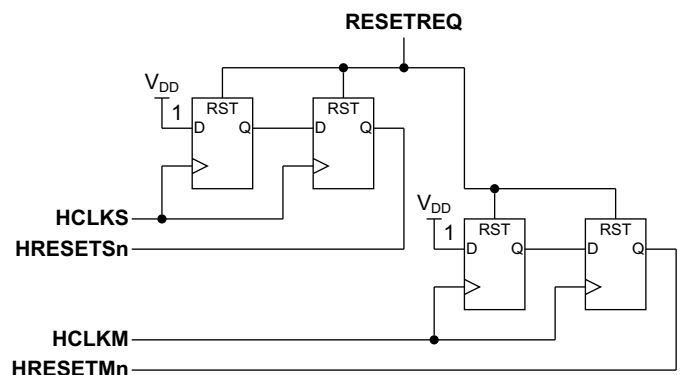 RESETREQ
V_DD
1
RST
RST
D
Q
D
Q
HCLKS
HRESETSn
V_DD
1
RST
RST
D
Q
D
Q
HCLKM
HRESETMn